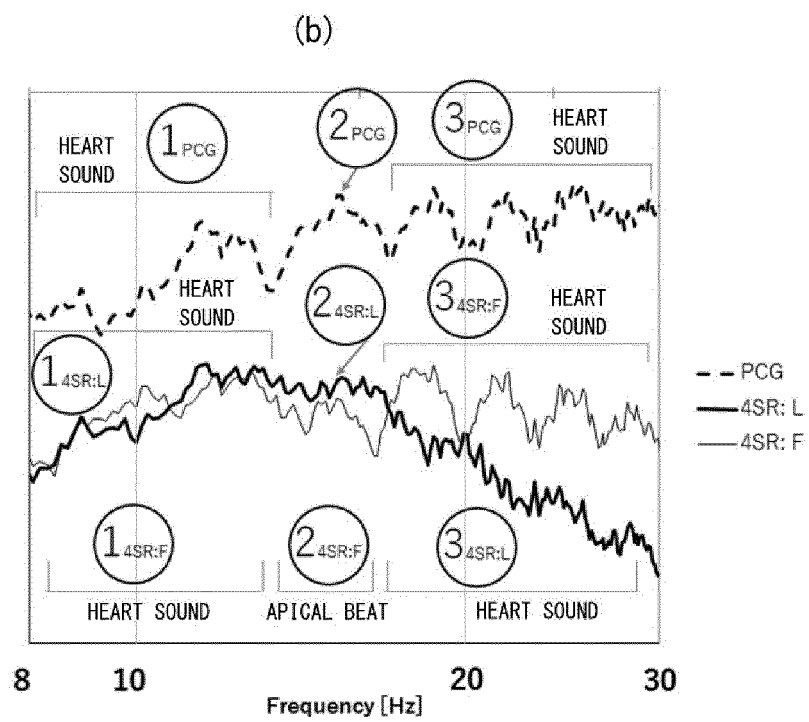 (b)
HEART
SOUND
1PCG
2PCG
3PCG
HEART
SOUND
HEART
SOUND
24SR:L
34SR:F
HEART
SOUND
14SR:L
PCG
4SR: L
4SR: F
14SR:F
24SR:F
34SR:L
HEART SOUND
APICAL BEAT
HEART SOUND
8
10
20
30
Frequency [Hz]